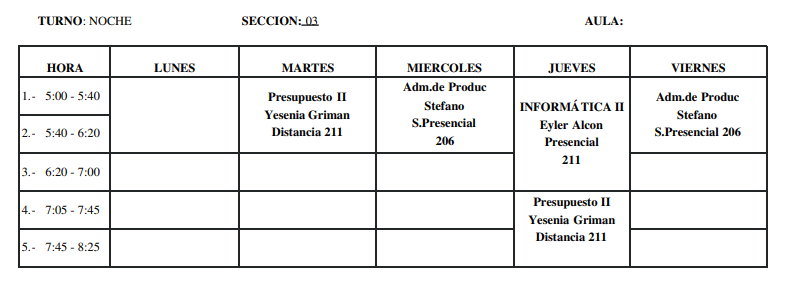 TURNO: NOCHE SECCION: 03 AULA:
HORA LUNES MARTES MIERCOLES JUEVES VIERNES
1.- 5:00 - 5:40
2.- 5:40 - 6:20
3.- 6:20 - 7:00
4.- 7:05 - 7:45
5.- 7:45 - 8:25
Presupuesto II
Yesenia Griman
Distancia 211
Adm.de Produc
Stefano
S.Presencial
206
INFORMÁTICA II
Eyler Alcon
Presencial
211
Presupuesto II
Yesenia Griman
Distancia 211
Adm.de Produc
Stefano
S.Presencial 206